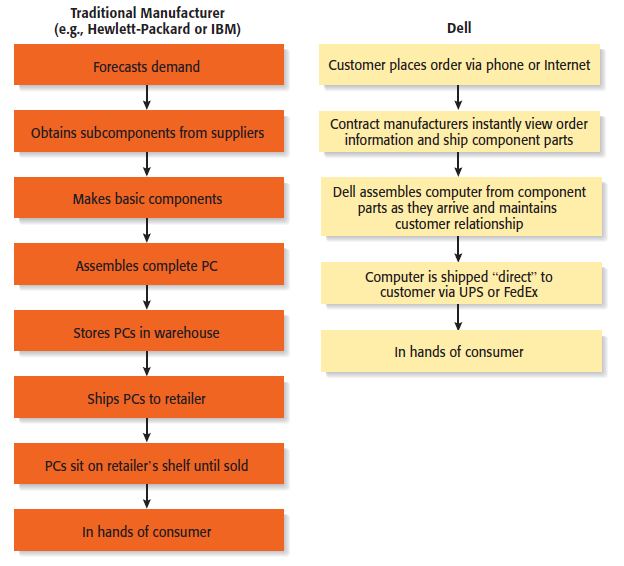 Traditional Manufacturer
(e.g., Hewlett-Packard or IBM)
Forecasts demand
Obtains subcomponents from suppliers
Makes basic components
Assembles complete PC
Stores PCs in warehouse
Ships PCs to retailer
PCs sit on retailer's shelf until sold
In hands of consumer
Dell
Customer places order via phone or Internet
Contract manufacturers instantly view order
information and ship component parts
Dell assembles computer from component
parts as they arrive and maintains
customer relationship
Computer is shipped “direct” to
customer via UPS or FedEx
In hands of consumer